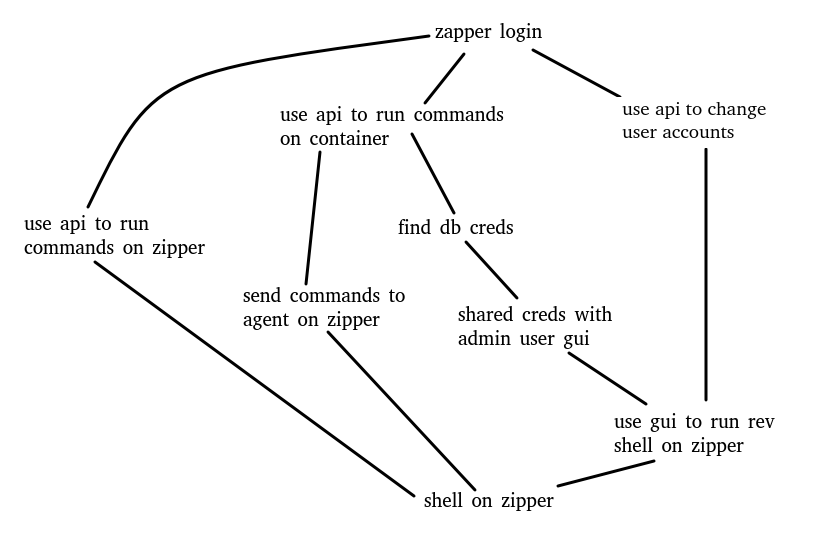 zapper login
use api to run commands
on container
use api to change
user accounts
use api to run
commands on zipper
find db creds
send commands to
agent on zipper
shared creds with
admin user gui
use gui to run rev
shell on zipper
shell on zipper